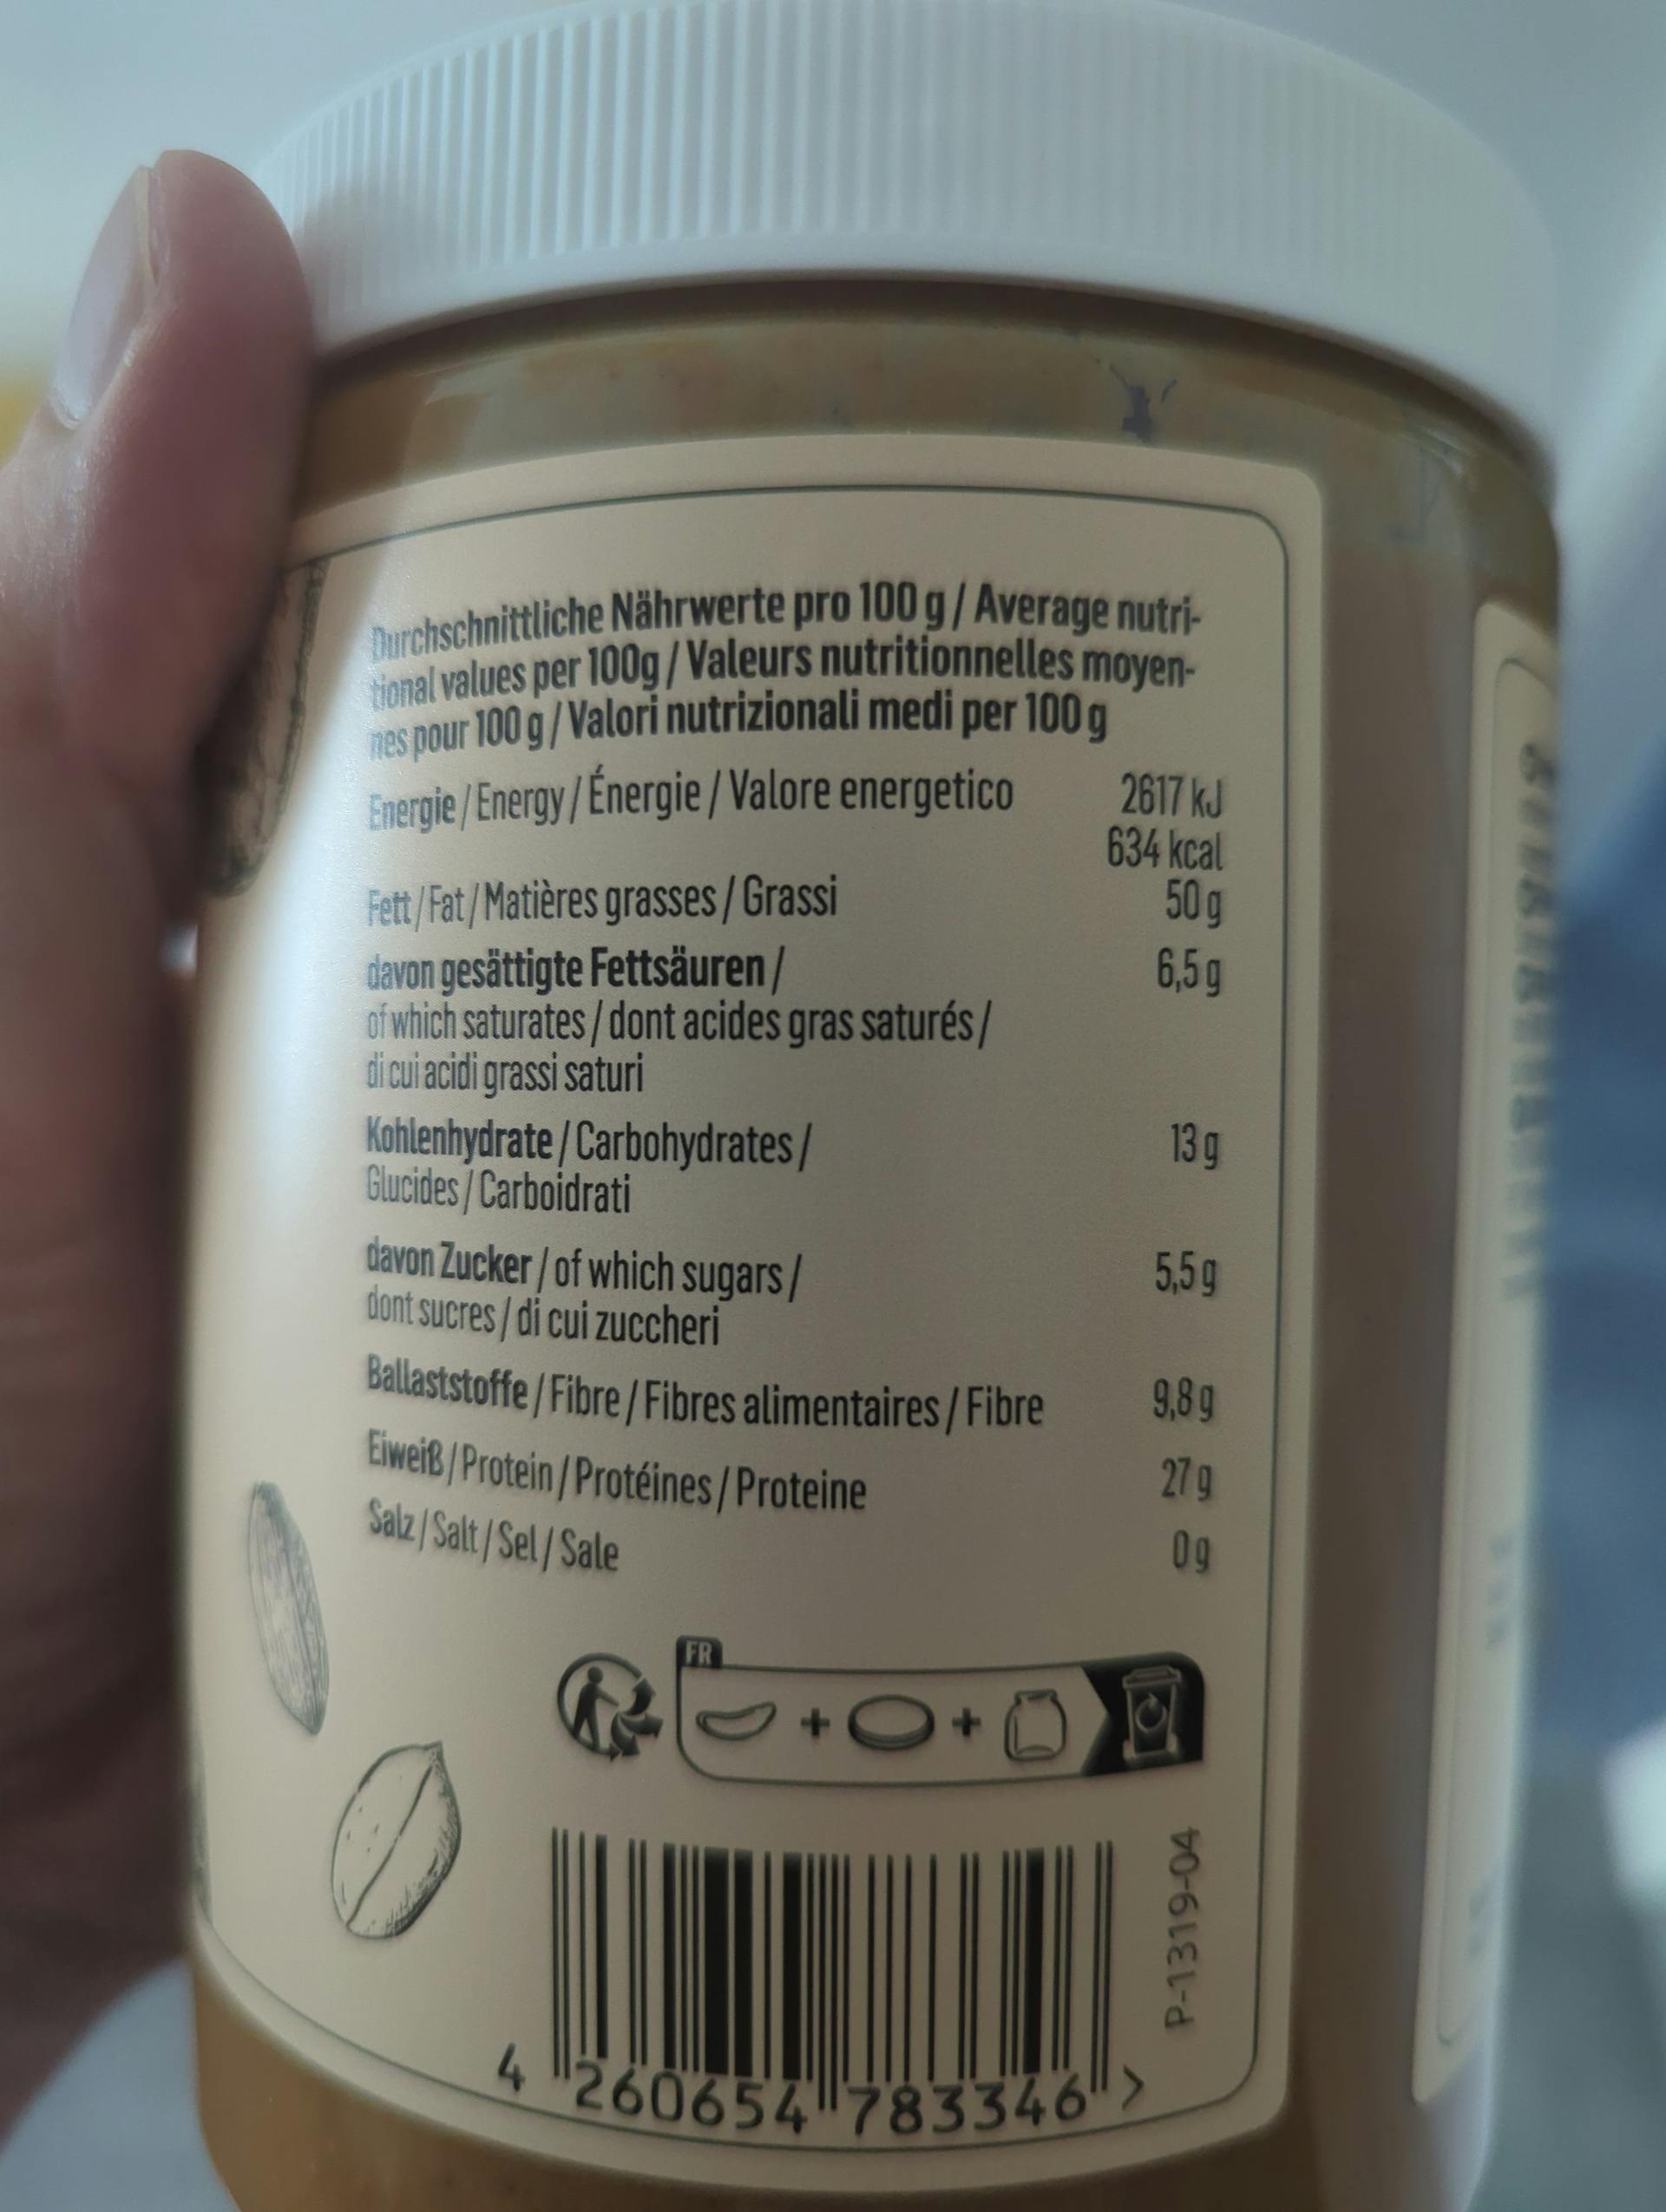 Durchschnittliche Nährwerte pro 100 g / Average nutri-
tional values per 100g / Valeurs nutritionnelles moyen-
nes pour 100 g / Valori nutrizionali medi per 100 g
Energie / Energy / Énergie / Valore energetico 2617 kJ
634 kcal
Fett / Fat / Matières grasses / Grassi 50 g
davon gesättigte Fettsäuren / 6,5 g
of which saturates / dont acides gras saturés /
di cui acidi grassi saturi
Kohlenhydrate / Carbohydrates / 13 g
Glucides / Carboidrati
davon Zucker / of which sugars / 5,5 g
dont sucres / di cui zuccheri
Ballaststoffe / Fibre / Fibres alimentaires / Fibre 9,8 g
Eiweiß / Protein / Protéines / Proteine 27 g
Salz / Salt / Sel / Sale 0 g
FR
+ +
P-1319-04
4 260654 783346 >